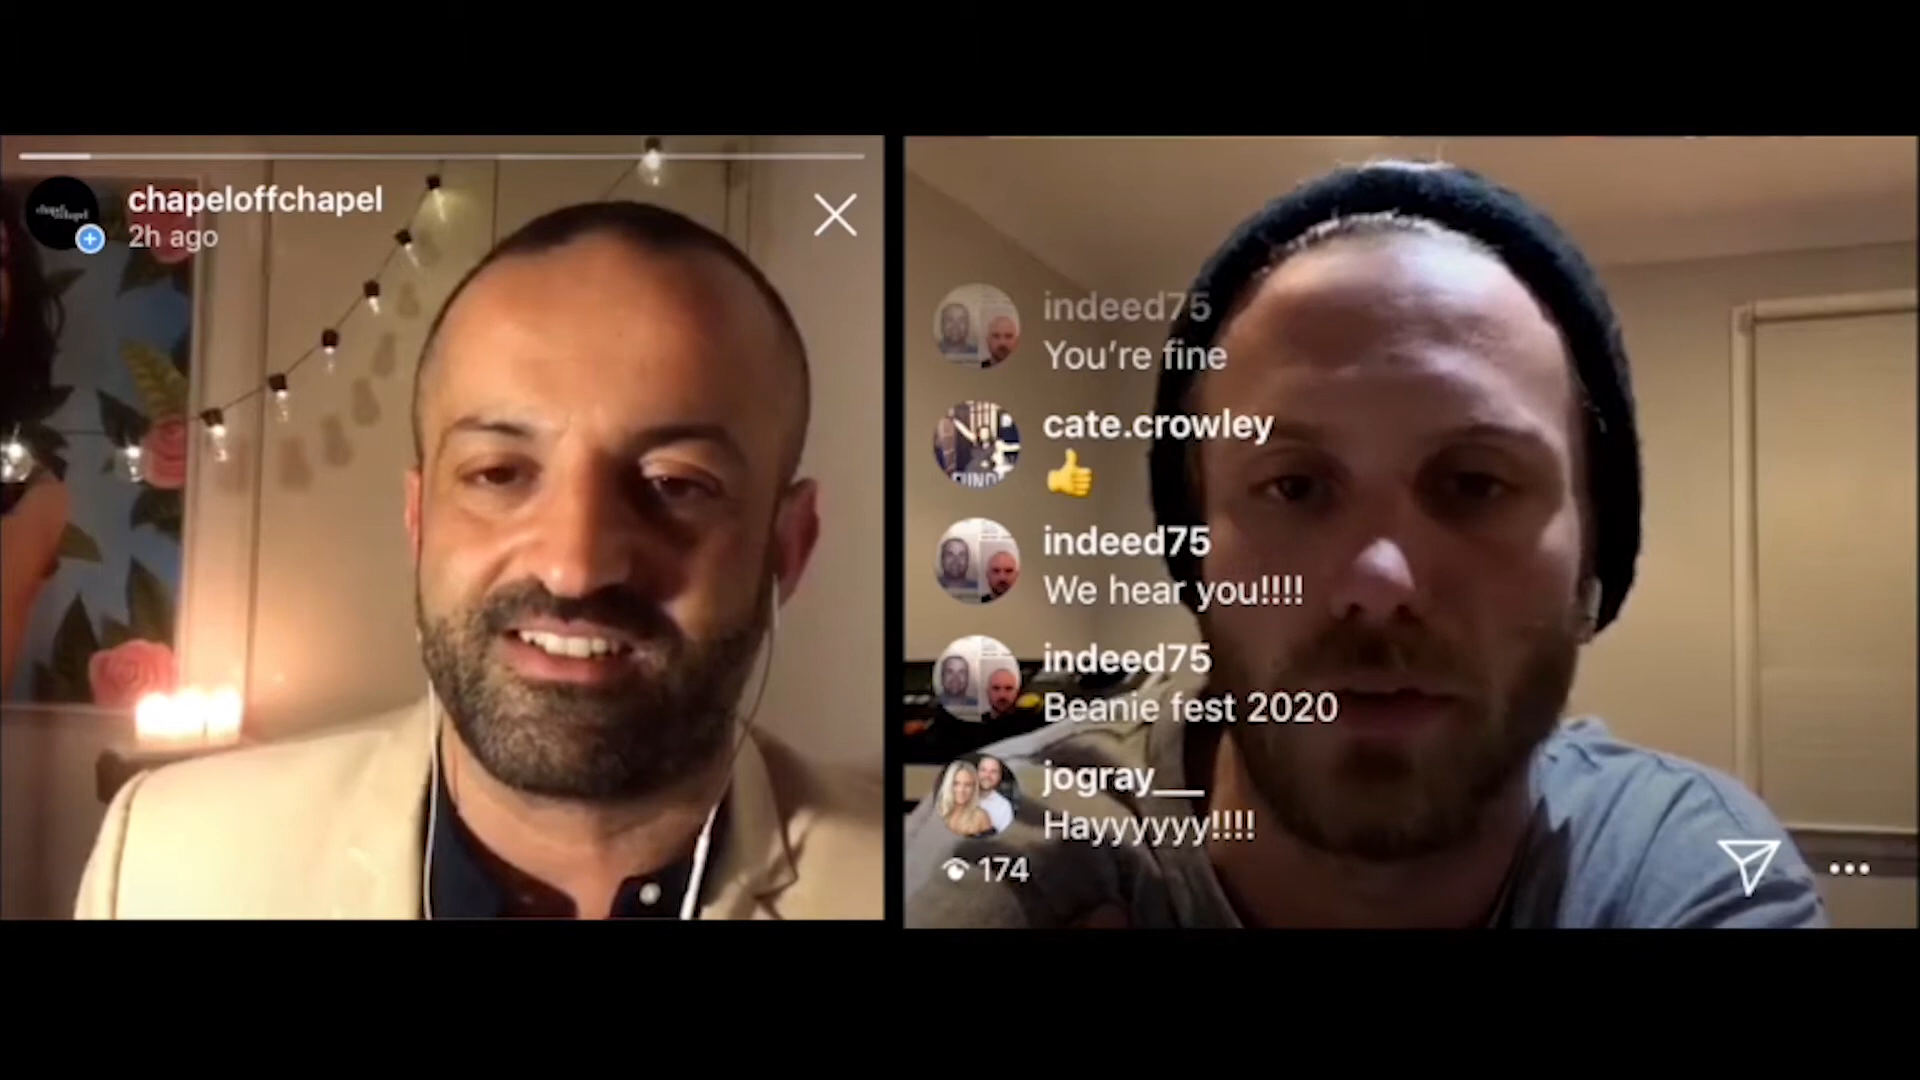 chapeloffchapel
2h ago
indeed75
You're fine
cate.crowley
👍
indeed75
We hear you!!!!
indeed75
Beanie fest 2020
jogray___
Hayyyyyy!!!!
174